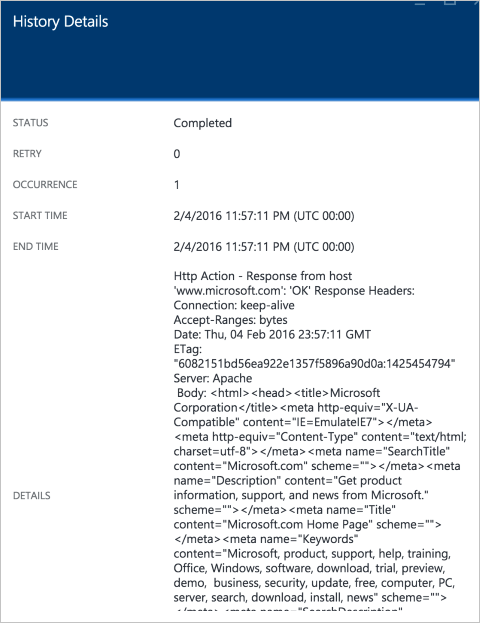 History Details
STATUS Completed
RETRY 0
OCCURRENCE 1
START TIME 2/4/2016 11:57:11 PM (UTC 00:00)
END TIME 2/4/2016 11:57:11 PM (UTC 00:00)
Http Action - Response from host
'www.microsoft.com': 'OK' Response Headers:
Connection: keep-alive
Accept-Ranges: bytes
Date: Thu, 04 Feb 2016 23:57:11 GMT
ETag:
"6082151bd56ea922e1357f5896a90d0a:1425454794"
Server: Apache
Body: <html><head><title>Microsoft
Corporation</title><meta http-equiv="X-UA-
Compatible" content="IE=EmulateIE7"></meta>
<meta http-equiv="Content-Type" content="text/html;
charset=utf-8"></meta><meta name="SearchTitle"
content="Microsoft.com" scheme=""></meta><meta
name="Description" content="Get product
DETAILS information, support, and news from Microsoft."
scheme=""></meta><meta name="Title"
content="Microsoft.com Home Page" scheme="">
</meta><meta name="Keywords"
content="Microsoft, product, support, help, training,
Office, Windows, software, download, trial, preview,
demo,  business, security, update, free, computer, PC,
server, search, download, install, news" scheme="">
</meta><meta name="SearchDescription"